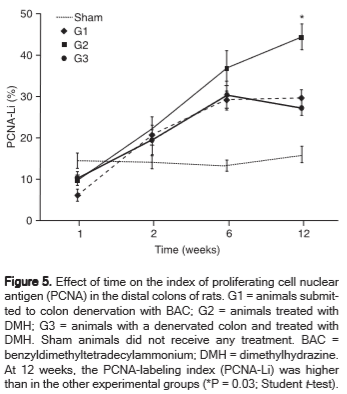 50
40
30
20
10
0
PCNA-Li (%)
Sham
G1
G2
G3
*
1 2 6 12
Time (weeks)
Figure 5. Effect of time on the index of proliferating cell nuclear
antigen (PCNA) in the distal colons of rats. G1 = animals submit-
ted to colon denervation with BAC; G2 = animals treated with
DMH; G3 = animals with a denervated colon and treated with
DMH. Sham animals did not receive any treatment. BAC =
benzyldimethyltetradecylammonium; DMH = dimethylhydrazine.
At 12 weeks, the PCNA-labeling index (PCNA-Li) was higher
than in the other experimental groups (*P = 0.03; Student t-test).